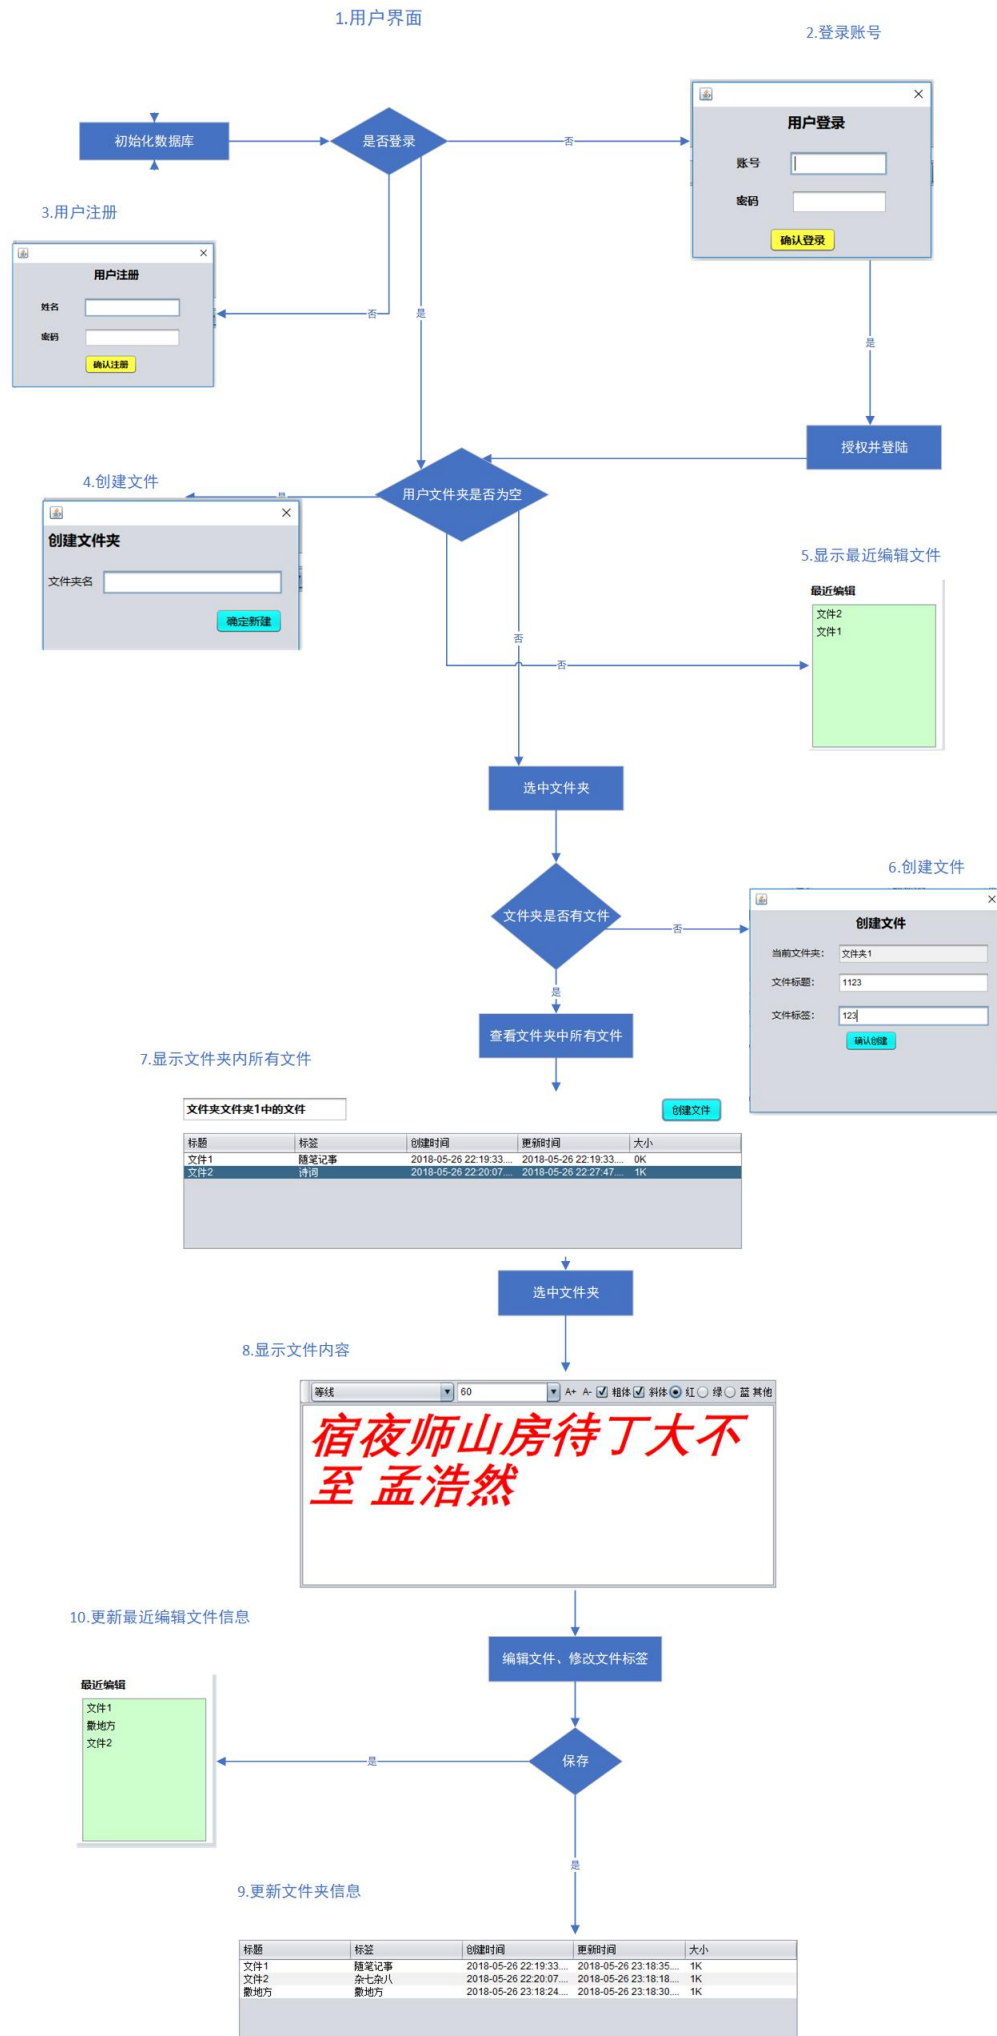 1.用户界面
2.登录账号
用户登录
初始化数据库
是否登录
否
账号
密码
确认登录
3.用户注册
用户注册
姓名
密码
确认注册
否
是
是
授权并登陆
用户文件夹是否为空
4.创建文件
是
创建文件夹
文件夹名
确定新建
5.显示最近编辑文件
最近编辑
文件2
文件1
否
否
选中文件夹
6.创建文件
文件夹是否有文件
否
创建文件
当前文件夹: 文件夹1
文件标题: 1123
文件标签: 123
确认创建
是
查看文件夹中所有文件
7.显示文件夹内所有文件
文件夹文件夹1中的文件 创建文件
标题 标签 创建时间 更新时间 大小
文件1 随笔记事 2018-05-26 22:19:33.... 2018-05-26 22:19:33.... 0K
文件2 诗词 2018-05-26 22:20:07.... 2018-05-26 22:27:47.... 1K
选中文件夹
8.显示文件内容
等线 60 A+ A- 粗体 斜体 红 绿 蓝 其他
宿夜师山房待丁大不
至 孟浩然
10.更新最近编辑文件信息
编辑文件、修改文件标签
最近编辑
文件1
撒地方
文件2
保存
是
是
9.更新文件夹信息
标题 标签 创建时间 更新时间 大小
文件1 随笔记事 2018-05-26 22:19:33.... 2018-05-26 23:18:35.... 1K
文件2 杂七杂八 2018-05-26 22:20:07.... 2018-05-26 23:18:18.... 1K
撒地方 撒地方 2018-05-26 23:18:24.... 2018-05-26 23:18:30.... 1K